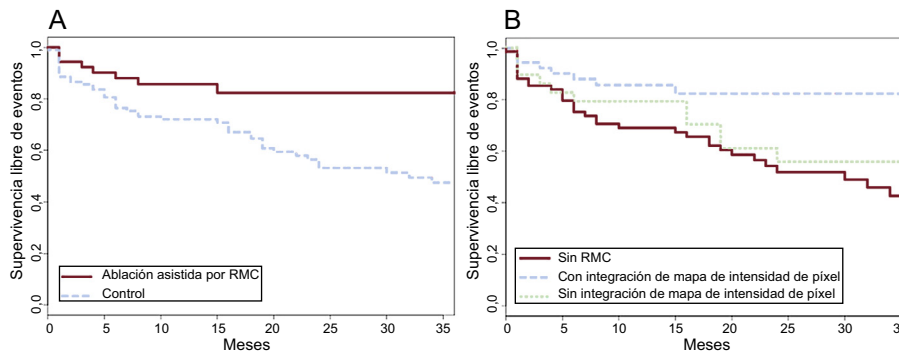 A
Supervivencia libre de eventos
1,0
0,8
0,6
0,4
0,2
0,0
Ablación asistida por RMC
Control
0 5 10 15 20 25 30 35
Meses
B
Supervivencia libre de eventos
1,0
0,8
0,6
0,4
0,2
0,0
Sin RMC
Con integración de mapa de intensidad de píxel
Sin integración de mapa de intensidad de píxel
0 5 10 15 20 25 30 35
Meses